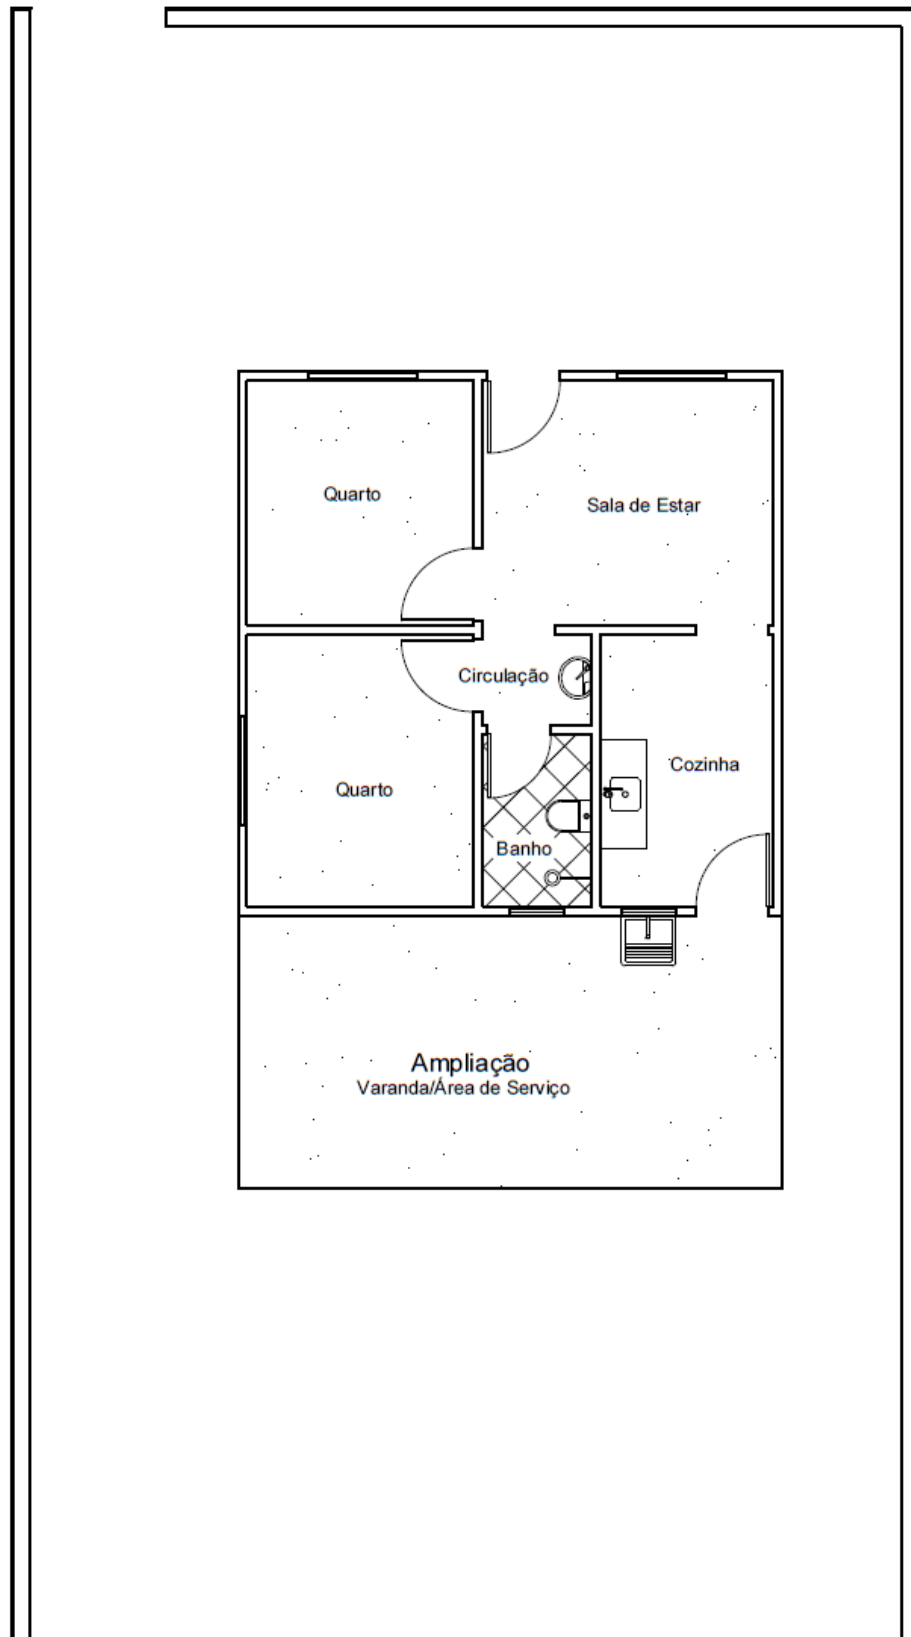 Quarto
Sala de Estar
Circulação
Quarto
Cozinha
Banho
Ampliação
Varanda/Área de Serviço